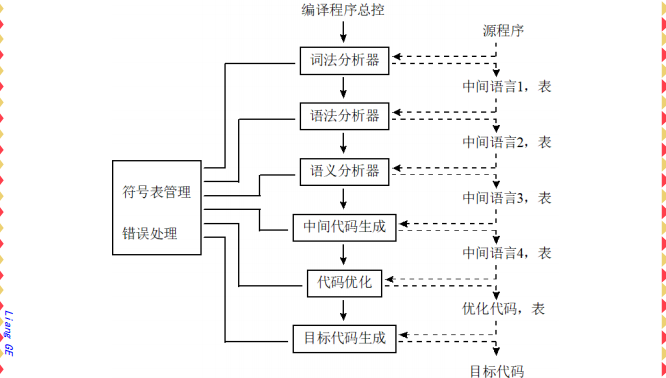 编译程序总控
源程序
词法分析器
中间语言1，表
语法分析器
中间语言2，表
语义分析器
符号表管理
中间语言3，表
中间代码生成
错误处理
中间语言4，表
代码优化
优化代码，表
目标代码生成
目标代码
Liang GE